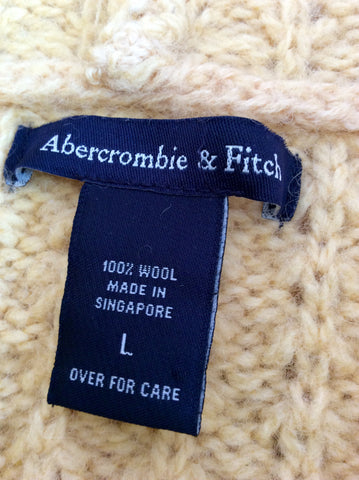 Abercrombie & Fitch
100% WOOL
MADE IN
SINGAPORE
L
OVER FOR CARE